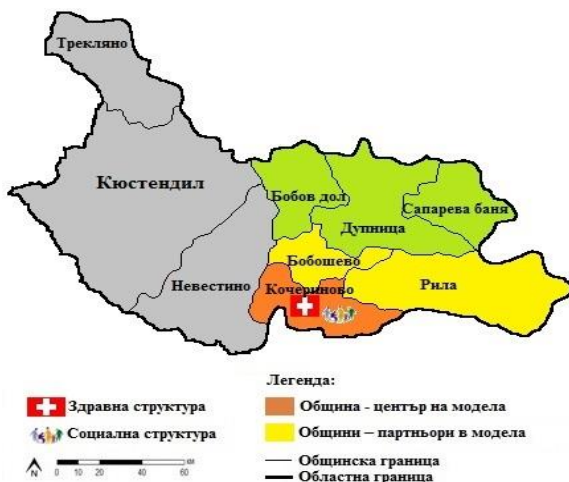 Трекляно
Кюстендил
Бобов дол
Сапарева баня
Дупница
Бобошево
Невестино
Кочериново
Рила
Легенда:
Здравна структура
Община - център на модела
Социална структура
Общини – партньори в модела
N
0 10 20 40 60 КМ
Общинска граница
Областна граница